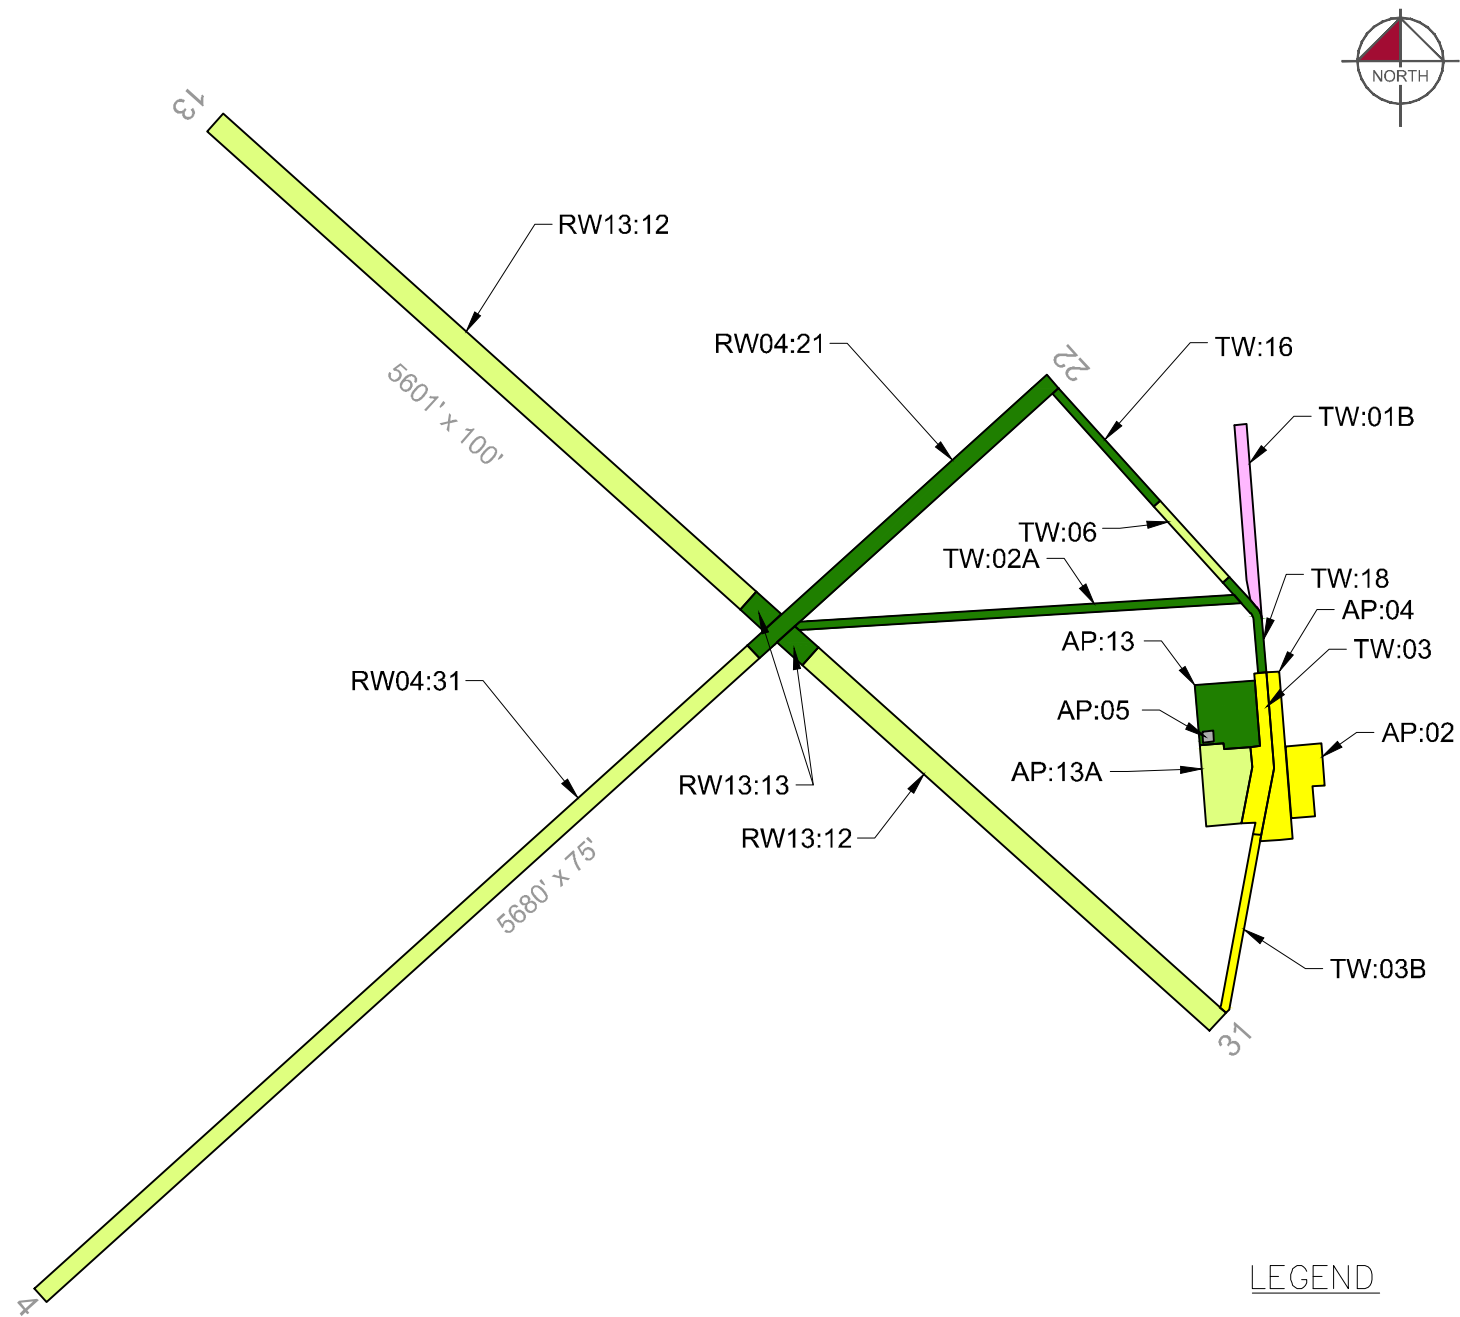 NORTH
13
RW13:12
RW04:21
22
TW:16
5601' x 100'
TW:01B
TW:06
TW:02A
TW:18
AP:04
AP:13
TW:03
RW04:31
AP:05
AP:02
AP:13A
RW13:13
RW13:12
5680' x 75'
TW:03B
31
LEGEND
4